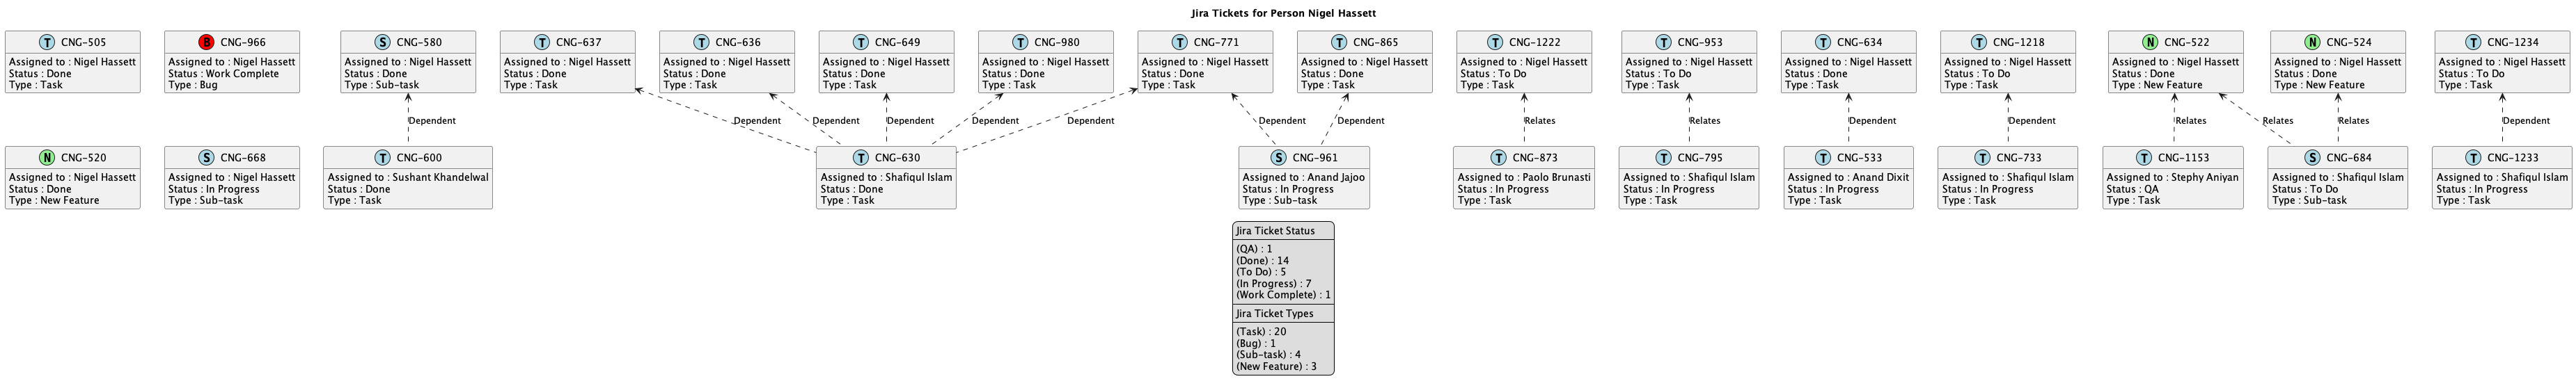 Jira Tickets for Person Nigel Hassett
T CNG-505
Assigned to : Nigel Hassett
Status : Done
Type : Task
B CNG-966
Assigned to : Nigel Hassett
Status : Work Complete
Type : Bug
S CNG-580
Assigned to : Nigel Hassett
Status : Done
Type : Sub-task
T CNG-637
Assigned to : Nigel Hassett
Status : Done
Type : Task
T CNG-636
Assigned to : Nigel Hassett
Status : Done
Type : Task
T CNG-649
Assigned to : Nigel Hassett
Status : Done
Type : Task
T CNG-980
Assigned to : Nigel Hassett
Status : Done
Type : Task
T CNG-771
Assigned to : Nigel Hassett
Status : Done
Type : Task
T CNG-865
Assigned to : Nigel Hassett
Status : Done
Type : Task
T CNG-1222
Assigned to : Nigel Hassett
Status : To Do
Type : Task
T CNG-953
Assigned to : Nigel Hassett
Status : To Do
Type : Task
T CNG-634
Assigned to : Nigel Hassett
Status : Done
Type : Task
T CNG-1218
Assigned to : Nigel Hassett
Status : To Do
Type : Task
N CNG-522
Assigned to : Nigel Hassett
Status : Done
Type : New Feature
N CNG-524
Assigned to : Nigel Hassett
Status : Done
Type : New Feature
T CNG-1234
Assigned to : Nigel Hassett
Status : To Do
Type : Task
Dependent
Dependent
Dependent
Dependent
Dependent
Dependent
Dependent
Dependent
Relates
Relates
Dependent
Dependent
Relates
Relates
Relates
Dependent
N CNG-520
Assigned to : Nigel Hassett
Status : Done
Type : New Feature
S CNG-668
Assigned to : Nigel Hassett
Status : In Progress
Type : Sub-task
T CNG-600
Assigned to : Sushant Khandelwal
Status : Done
Type : Task
T CNG-630
Assigned to : Shafiqul Islam
Status : Done
Type : Task
S CNG-961
Assigned to : Anand Jajoo
Status : In Progress
Type : Sub-task
T CNG-873
Assigned to : Paolo Brunasti
Status : In Progress
Type : Task
T CNG-795
Assigned to : Shafiqul Islam
Status : In Progress
Type : Task
T CNG-533
Assigned to : Anand Dixit
Status : In Progress
Type : Task
T CNG-733
Assigned to : Shafiqul Islam
Status : In Progress
Type : Task
T CNG-1153
Assigned to : Stephy Aniyan
Status : QA
Type : Task
S CNG-684
Assigned to : Shafiqul Islam
Status : To Do
Type : Sub-task
T CNG-1233
Assigned to : Shafiqul Islam
Status : In Progress
Type : Task
Jira Ticket Status
(QA) : 1
(Done) : 14
(To Do) : 5
(In Progress) : 7
(Work Complete) : 1
Jira Ticket Types
(Task) : 20
(Bug) : 1
(Sub-task) : 4
(New Feature) : 3